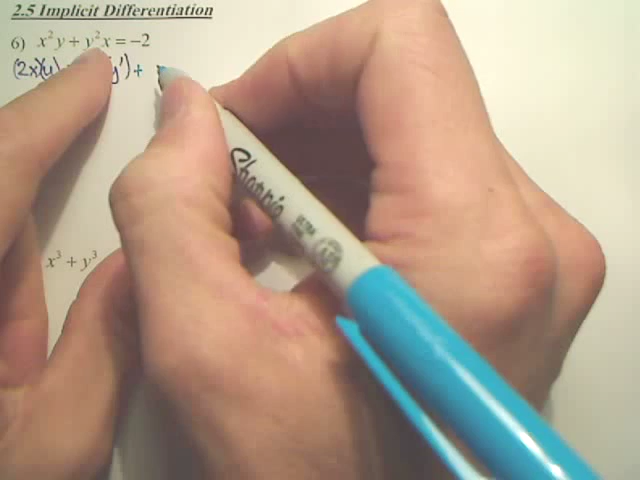 2.5 Implicit Differentiation
6) x²y + y²x = −2
(2x)(y) y') +
x³ + y³
Sharpie